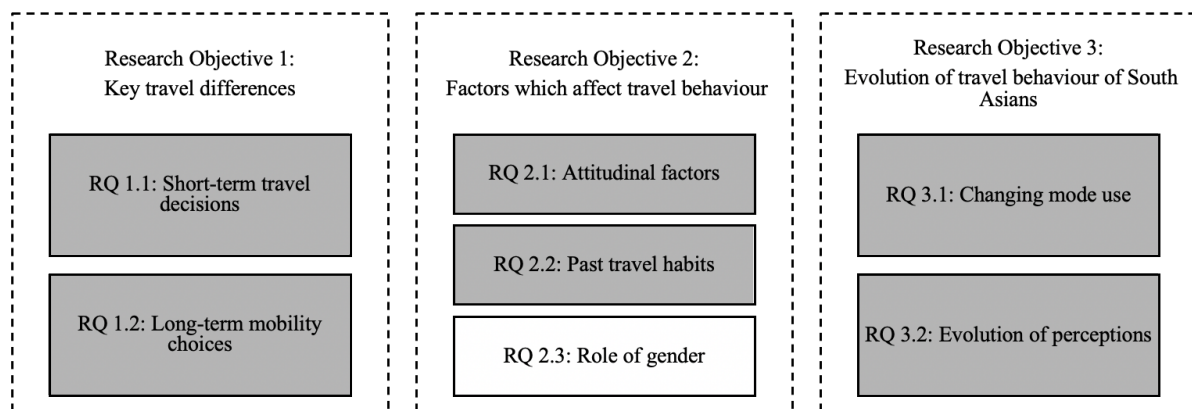 Research Objective 1:
Key travel differences
RQ 1.1: Short-term travel
decisions
RQ 1.2: Long-term mobility
choices
Research Objective 2:
Factors which affect travel behaviour
RQ 2.1: Attitudinal factors
RQ 2.2: Past travel habits
RQ 2.3: Role of gender
Research Objective 3:
Evolution of travel behaviour of South
Asians
RQ 3.1: Changing mode use
RQ 3.2: Evolution of perceptions